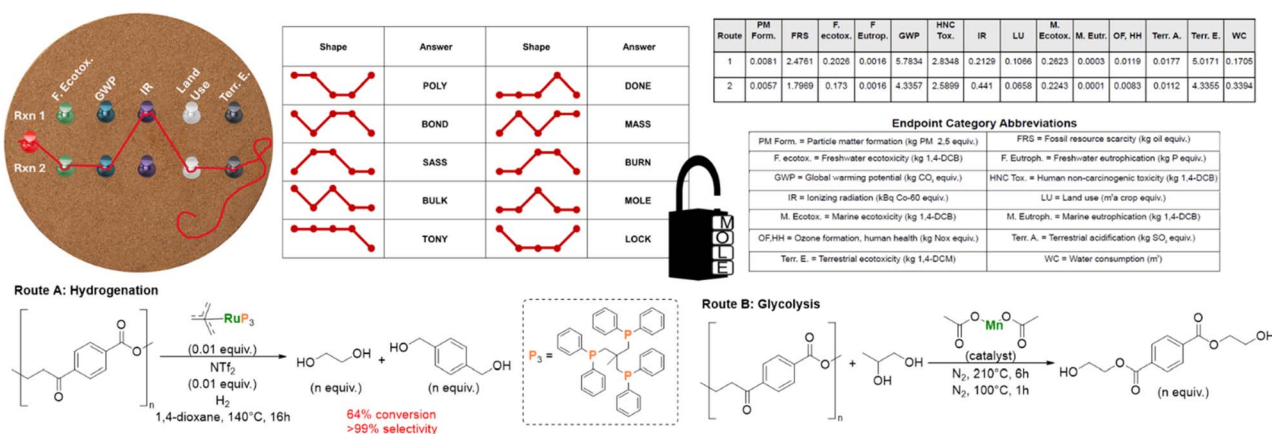 F. Ecotox.
GWP
IR
Land
Use
Terr. E.
Rxn 1
Rxn 2
Shape Answer Shape Answer
POLY DONE
BOND MASS
SASS BURN
BULK MOLE
TONY LOCK
MOLE
Route PM Form. FRS F. ecotox. F Eutrop. GWP HNC Tox. IR LU M. Ecotox. M. Eutr. OF, HH Terr. A. Terr. E. WC
1 0.0081 2.4761 0.2026 0.0016 5.7834 2.8348 0.2129 0.1066 0.2623 0.0003 0.0119 0.0177 5.0171 0.1705
2 0.0057 1.7969 0.173 0.0016 4.3357 2.5899 0.441 0.0658 0.2243 0.0001 0.0083 0.0112 4.3355 0.3394
Endpoint Category Abbreviations
PM Form. = Particle matter formation (kg PM 2,5 equiv.) FRS = Fossil resource scarcity (kg oil equiv.)
F. ecotox. = Freshwater ecotoxicity (kg 1,4-DCB) F. Eutroph. = Freshwater eutrophication (kg P equiv.)
GWP = Global warming potential (kg CO₂ equiv.) HNC Tox. = Human non-carcinogenic toxicity (kg 1,4-DCB)
IR = Ionizing radiation (kBq Co-60 equiv.) LU = Land use (m²a crop equiv.)
M. Ecotox. = Marine ecotoxicity (kg 1,4-DCB) M. Eutroph. = Marine eutrophication (kg 1,4-DCB)
OF,HH = Ozone formation, human health (kg Nox equiv.) Terr. A. = Terrestrial acidification (kg SO₂ equiv.)
Terr. E. = Terrestrial ecotoxicity (kg 1,4-DCM) WC = Water consumption (m³)
Route A: Hydrogenation
O
O
O
n
RuP₃
(0.01 equiv.)
NTf₂
(0.01 equiv.)
H₂
1,4-dioxane, 140°C, 16h
HO OH
+
HO OH
(n equiv.) (n equiv.)
64% conversion
>99% selectivity
P₃ =
P
P
P
Route B: Glycolysis
O
O
O
n
+
OH
OH
O O Mn O O
(catalyst)
N₂, 210°C, 6h
N₂, 100°C, 1h
O
O
OH
HO
O
O
(n equiv.)